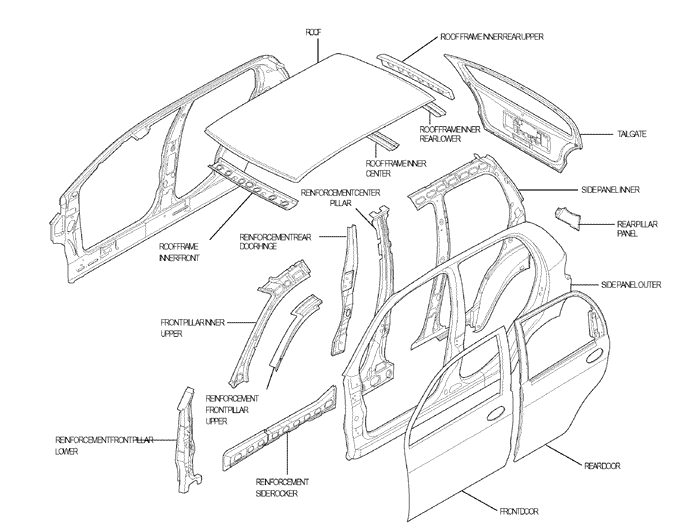 ROOF
ROOF FRAME INNER REAR UPPER
ROOF FRAME INNER
REAR LOWER
TAILGATE
ROOF FRAME INNER
CENTER
REINFORCEMENT CENTER
PILLAR
SIDE PANEL INNER
REAR PILLAR
PANEL
ROOF FRAME
INNER FRONT
REINFORCEMENT REAR
DOOR HINGE
SIDE PANEL OUTER
FRONT PILLAR INNER
UPPER
REINFORCEMENT
FRONT PILLAR
UPPER
REINFORCEMENT FRONT PILLAR
LOWER
REINFORCEMENT
SIDE ROCKER
REAR DOOR
FRONT DOOR